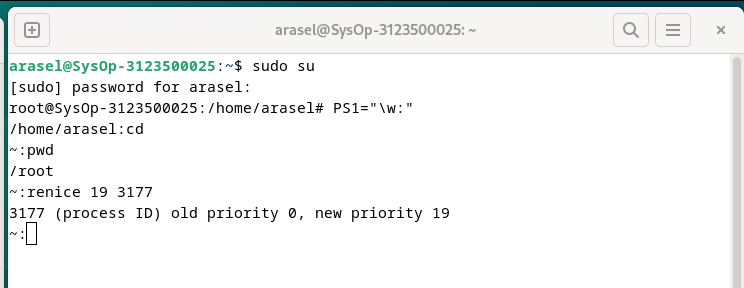 arasel@SysOp-3123500025: ~
arasel@SysOp-3123500025:~$ sudo su
[sudo] password for arasel:
root@SysOp-3123500025:/home/arasel# PS1="\w:"
/home/arasel:cd
~:pwd
/root
~:renice 19 3177
3177 (process ID) old priority 0, new priority 19
~: